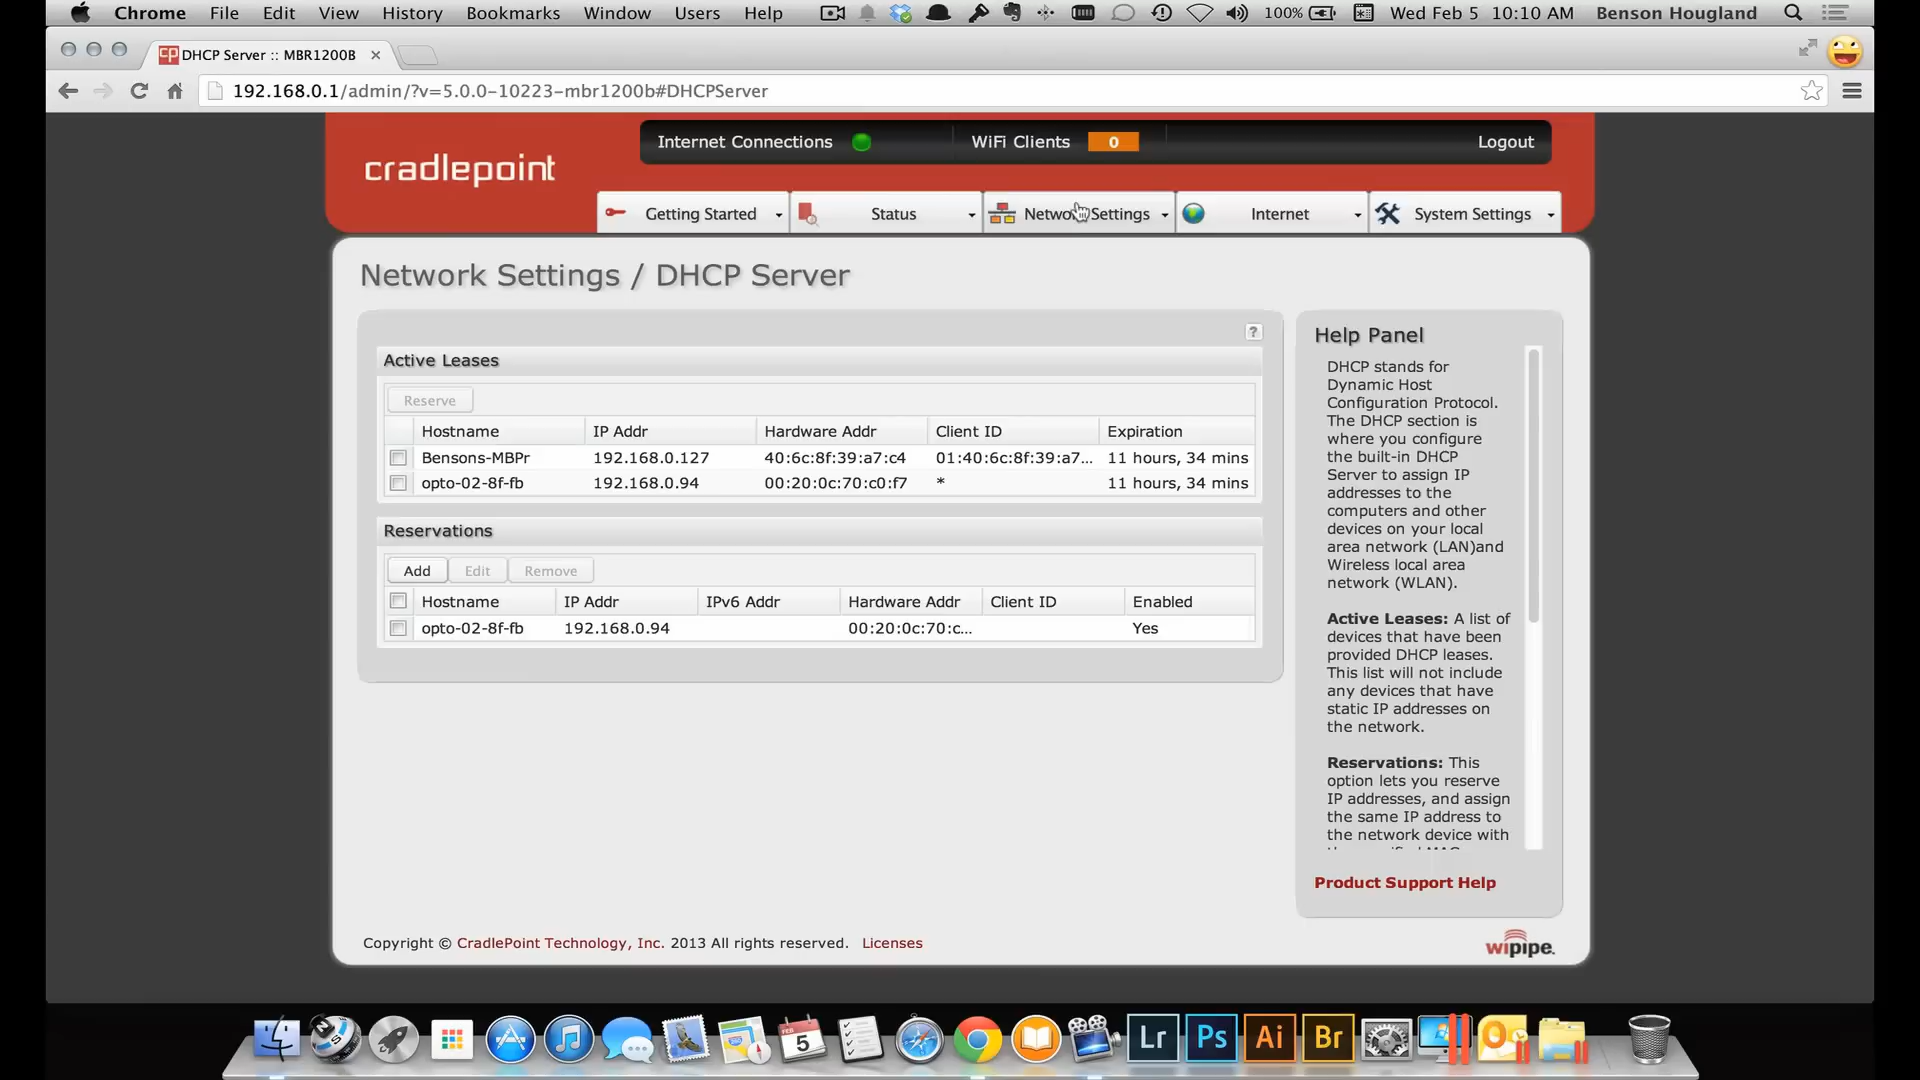 Chrome File Edit View History Bookmarks Window Users Help 100% Wed Feb 5 10:10 AM Benson Hougland
DHCP Server :: MBR1200B
192.168.0.1/admin/?v=5.0.0-10223-mbr1200b#DHCPServer
Internet Connections WiFi Clients 0 Logout
cradlepoint
Getting Started Status Network Settings Internet System Settings
Network Settings / DHCP Server
?
Active Leases
Reserve
Hostname IP Addr Hardware Addr Client ID Expiration
Bensons-MBPr 192.168.0.127 40:6c:8f:39:a7:c4 01:40:6c:8f:39:a7... 11 hours, 34 mins
opto-02-8f-fb 192.168.0.94 00:20:0c:70:c0:f7 * 11 hours, 34 mins
Reservations
Add Edit Remove
Hostname IP Addr IPv6 Addr Hardware Addr Client ID Enabled
opto-02-8f-fb 192.168.0.94 00:20:0c:70:c... Yes
Help Panel
DHCP stands for
Dynamic Host
Configuration Protocol.
The DHCP section is
where you configure
the built-in DHCP
Server to assign IP
addresses to the
computers and other
devices on your local
area network (LAN)and
Wireless local area
network (WLAN).
Active Leases: A list of
devices that have been
provided DHCP leases.
This list will not include
any devices that have
static IP addresses on
the network.
Reservations: This
option lets you reserve
IP addresses, and assign
the same IP address to
the network device with
Product Support Help
Copyright © CradlePoint Technology, Inc. 2013 All rights reserved. Licenses
wipipe.
FEB
5
Lr Ps Ai Br